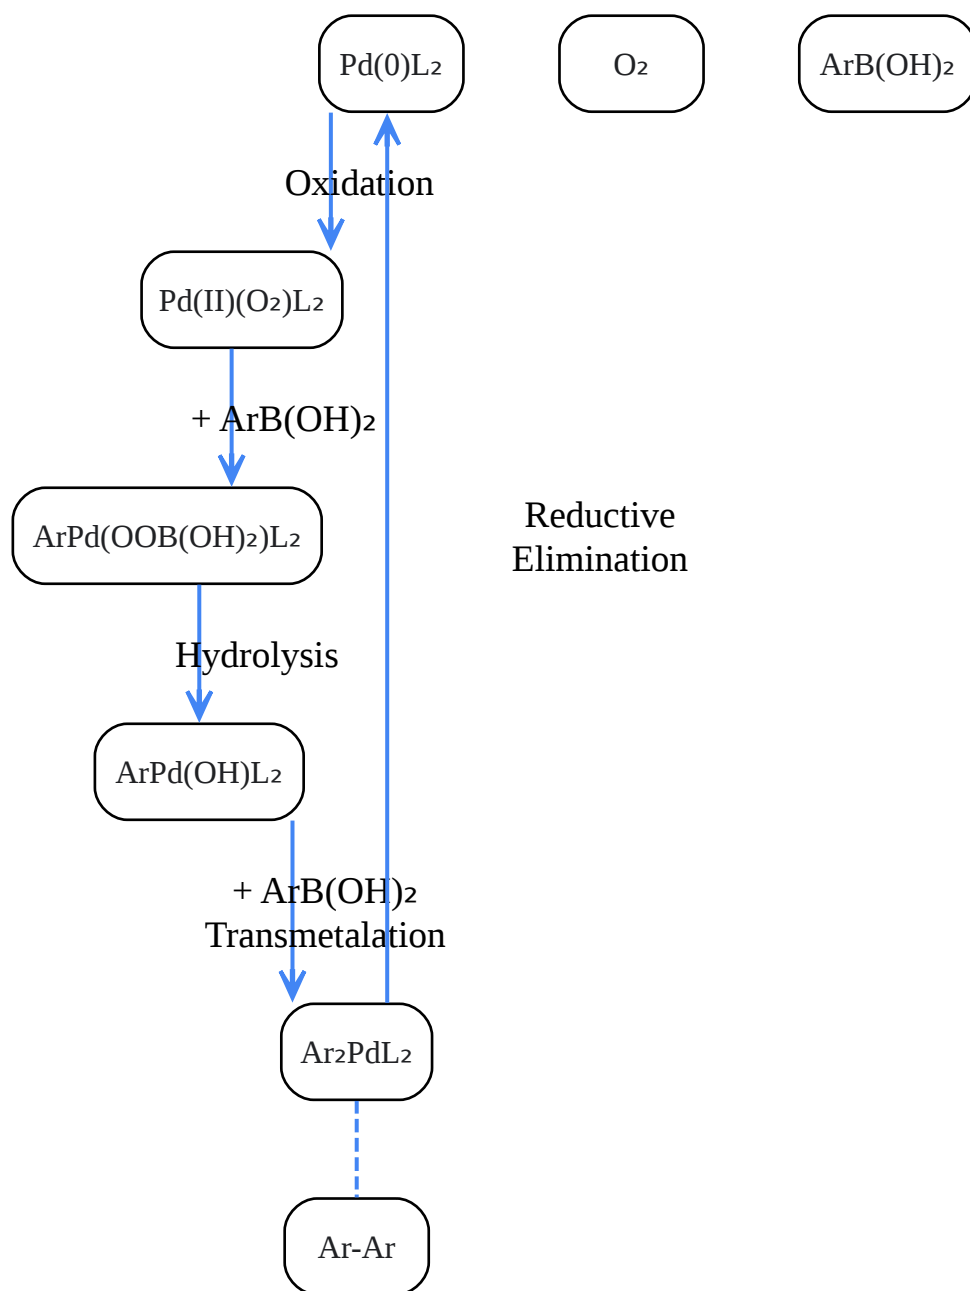 Pd(0)L₂
O₂
ArB(OH)₂
Oxidation
Pd(II)(O₂)L₂
+ ArB(OH)₂
ArPd(OOB(OH)₂)L₂
Reductive
Elimination
Hydrolysis
ArPd(OH)L₂
+ ArB(OH)₂
Transmetalation
Ar₂PdL₂
Ar-Ar